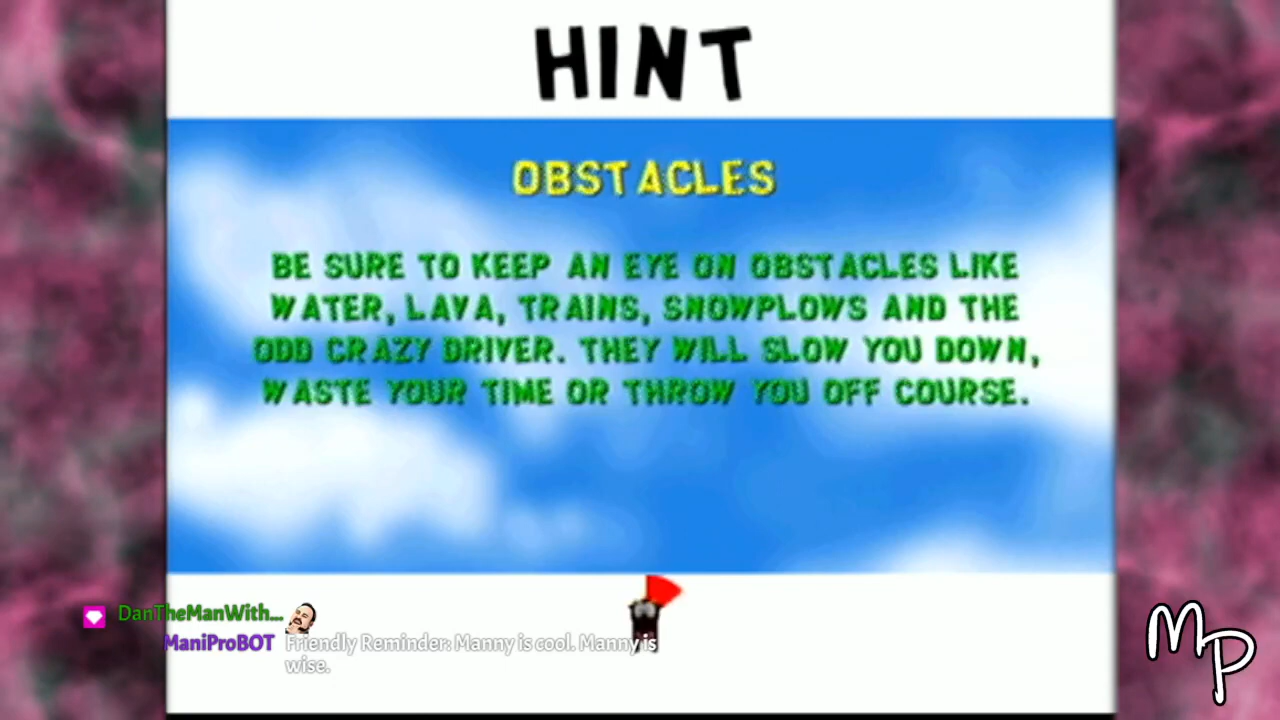 HINT
OBSTACLES
BE SURE TO KEEP AN EYE ON OBSTACLES LIKE
WATER, LAVA, TRAINS, SNOWPLOWS AND THE
ODD CRAZY DRIVER. THEY WILL SLOW YOU DOWN,
WASTE YOUR TIME OR THROW YOU OFF COURSE.
DanTheManWith...
ManiProBOT Friendly Reminder: Manny is cool. Manny is
wise.
MP